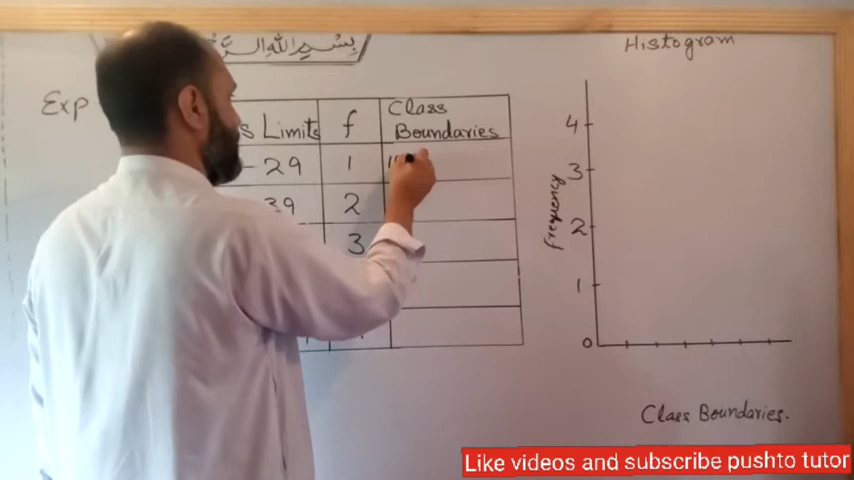 بِسْمِ اللهِ
Histogram
Exp
s Limits f Class
Boundaries
- 29 1
39 2
3
4
3
2
1
0
frequency
Class Boundaries.
Like videos and subscribe pushto tutor